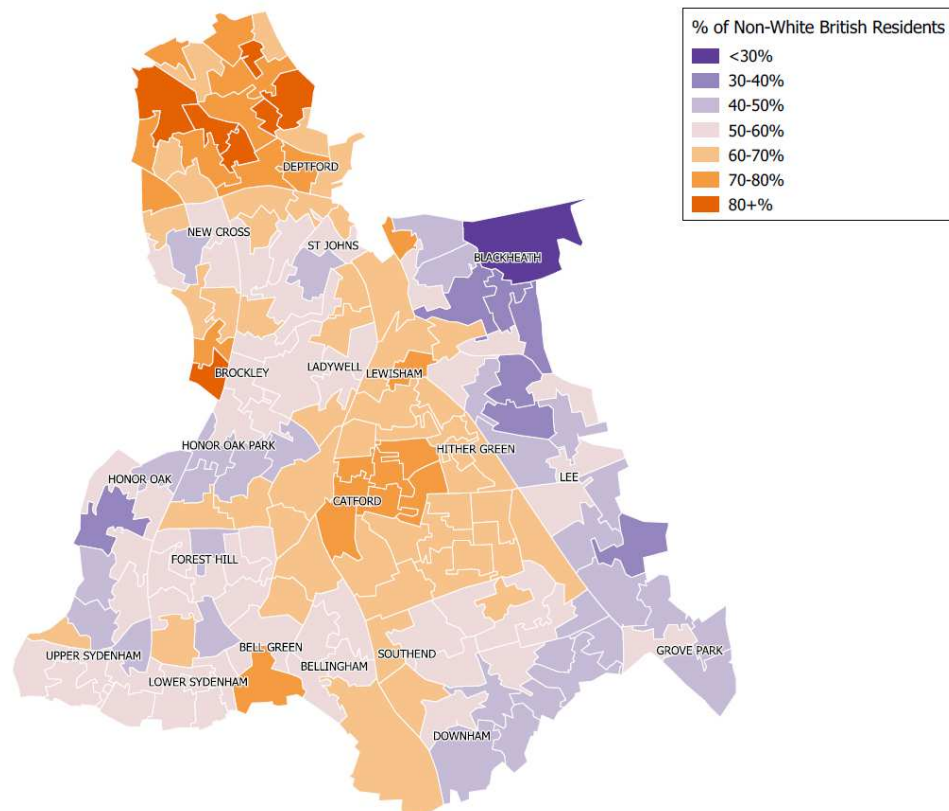 % of Non-White British Residents
<30%
30-40%
40-50%
50-60%
60-70%
70-80%
80+%
DEPTFORD
NEW CROSS
ST JOHNS
BLACKHEATH
BROCKLEY
LADYWELL
LEWISHAM
HONOR OAK PARK
HITHER GREEN
HONOR OAK
LEE
CATFORD
FOREST HILL
UPPER SYDENHAM
BELL GREEN
BELLINGHAM
SOUTHEND
GROVE PARK
LOWER SYDENHAM
DOWNHAM